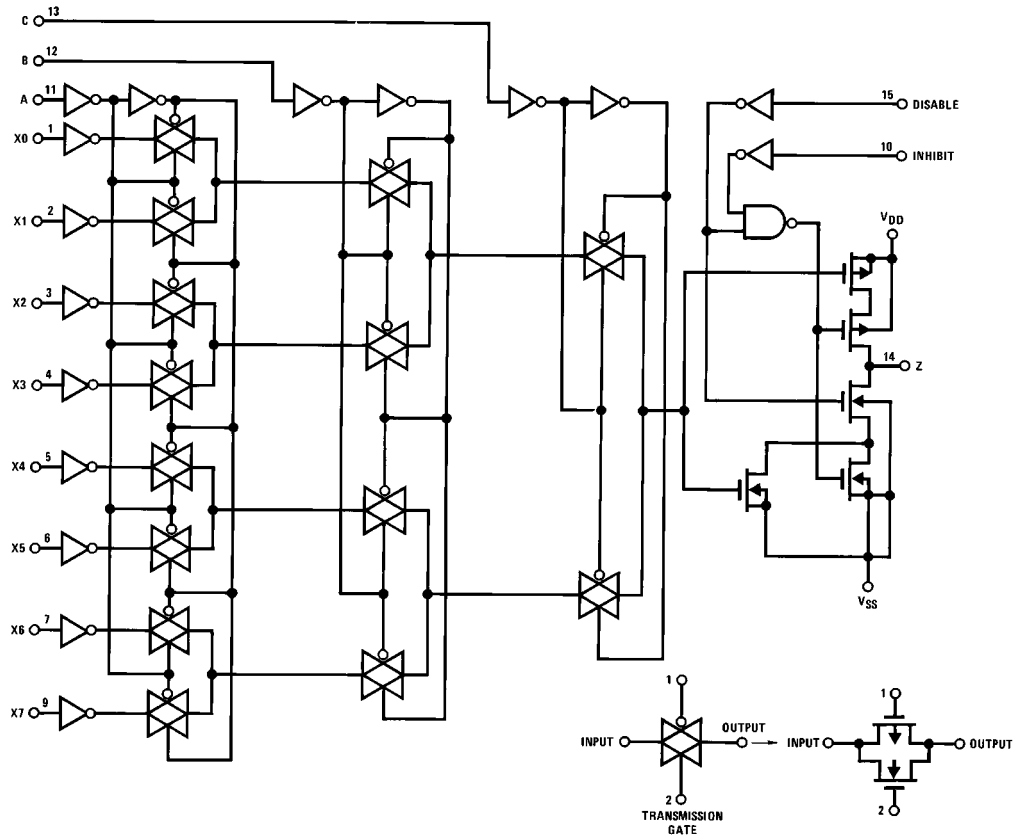 C 13
B 12
A 11
X0 1
X1 2
X2 3
X3 4
X4 5
X5 6
X6 7
X7 9
15 DISABLE
10 INHIBIT
VDD
14 Z
VSS
1
INPUT
OUTPUT
2
TRANSMISSION
GATE
1
INPUT
OUTPUT
2